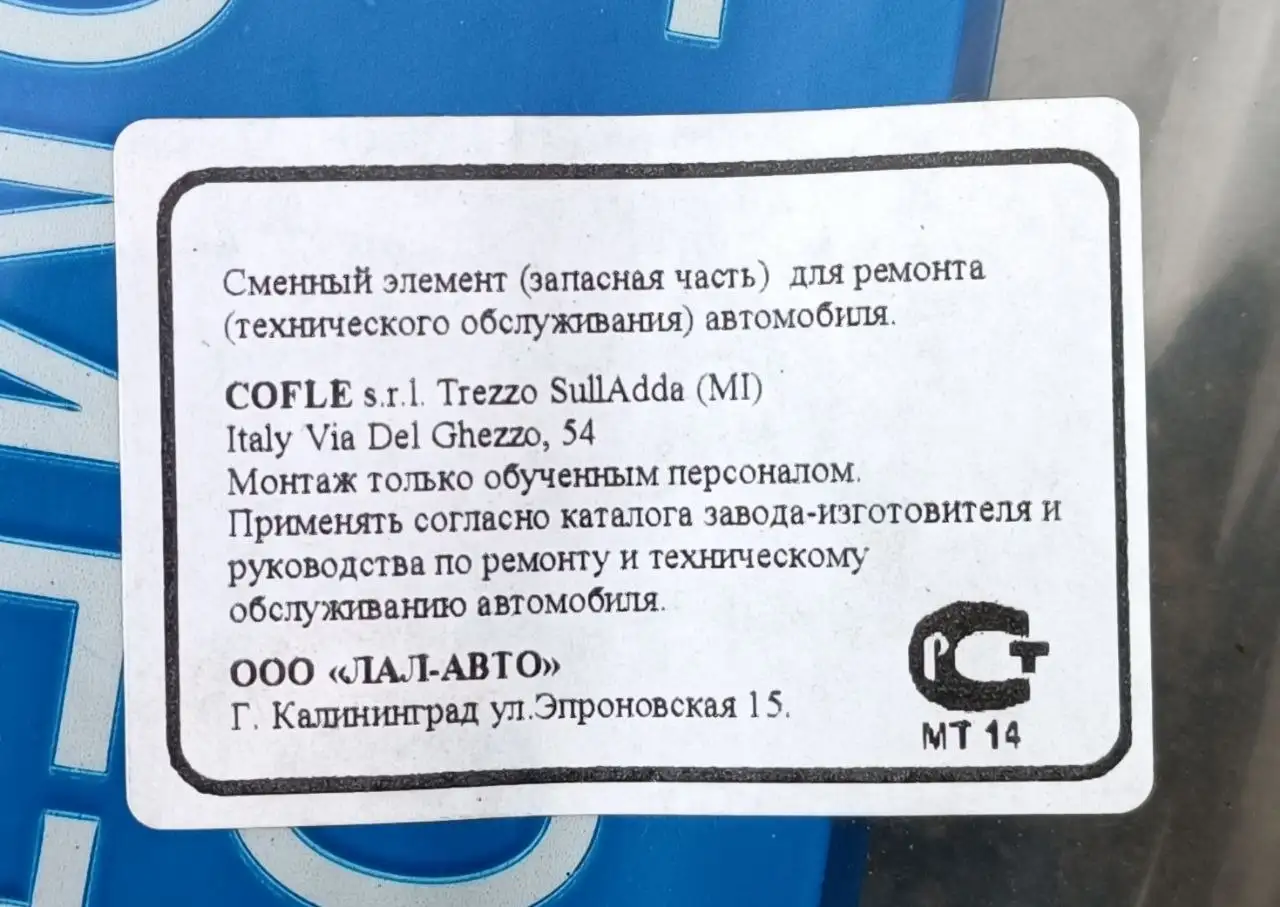 Сменный элемент (запасная часть) для ремонта
(технического обслуживания) автомобиля.
COFLE s.r.l. Trezzo SullAdda (MI)
Italy Via Del Ghezzo, 54
Монтаж только обученным персоналом.
Применять согласно каталога завода-изготовителя и
руководства по ремонту и техническому
обслуживанию автомобиля.
ООО «ЛАЛ-АВТО»
Г. Калининград ул.Эпроновская 15.
РСТ
МТ 14